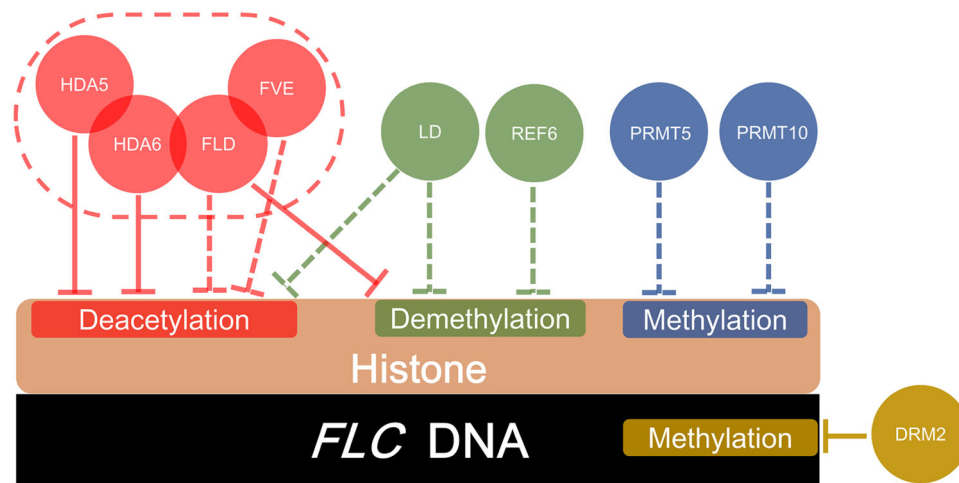 HDA5
FVE
HDA6
FLD
LD
REF6
PRMT5
PRMT10
Deacetylation
Demethylation
Methylation
Histone
FLC DNA
Methylation
DRM2